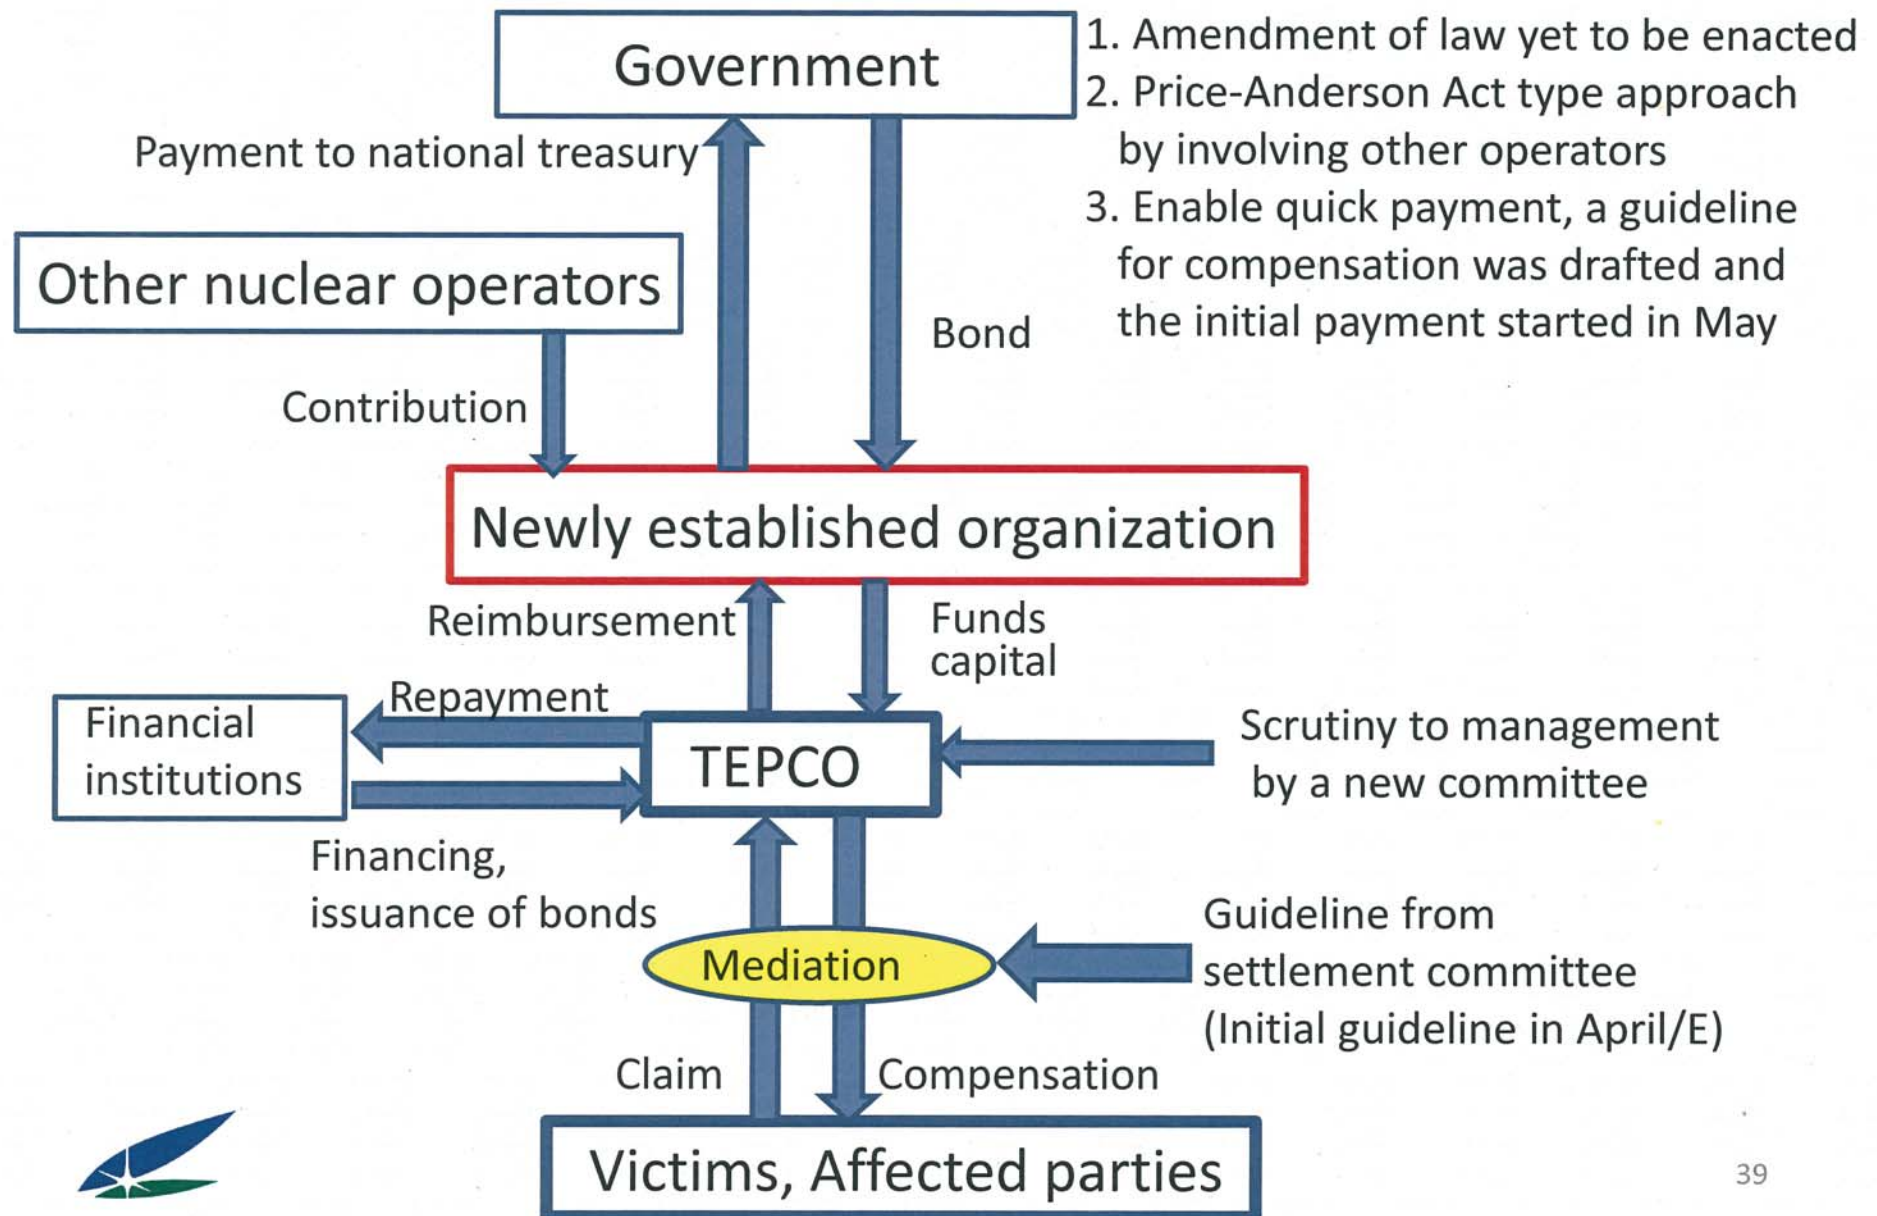 Government
1. Amendment of law yet to be enacted
2. Price-Anderson Act type approach
by involving other operators
3. Enable quick payment, a guideline
for compensation was drafted and
the initial payment started in May
Payment to national treasury
Other nuclear operators
Bond
Contribution
Newly established organization
Reimbursement
Funds
capital
Repayment
Financial
institutions
TEPCO
Scrutiny to management
by a new committee
Financing,
issuance of bonds
Mediation
Guideline from
settlement committee
(Initial guideline in April/E)
Claim
Compensation
Victims, Affected parties
39